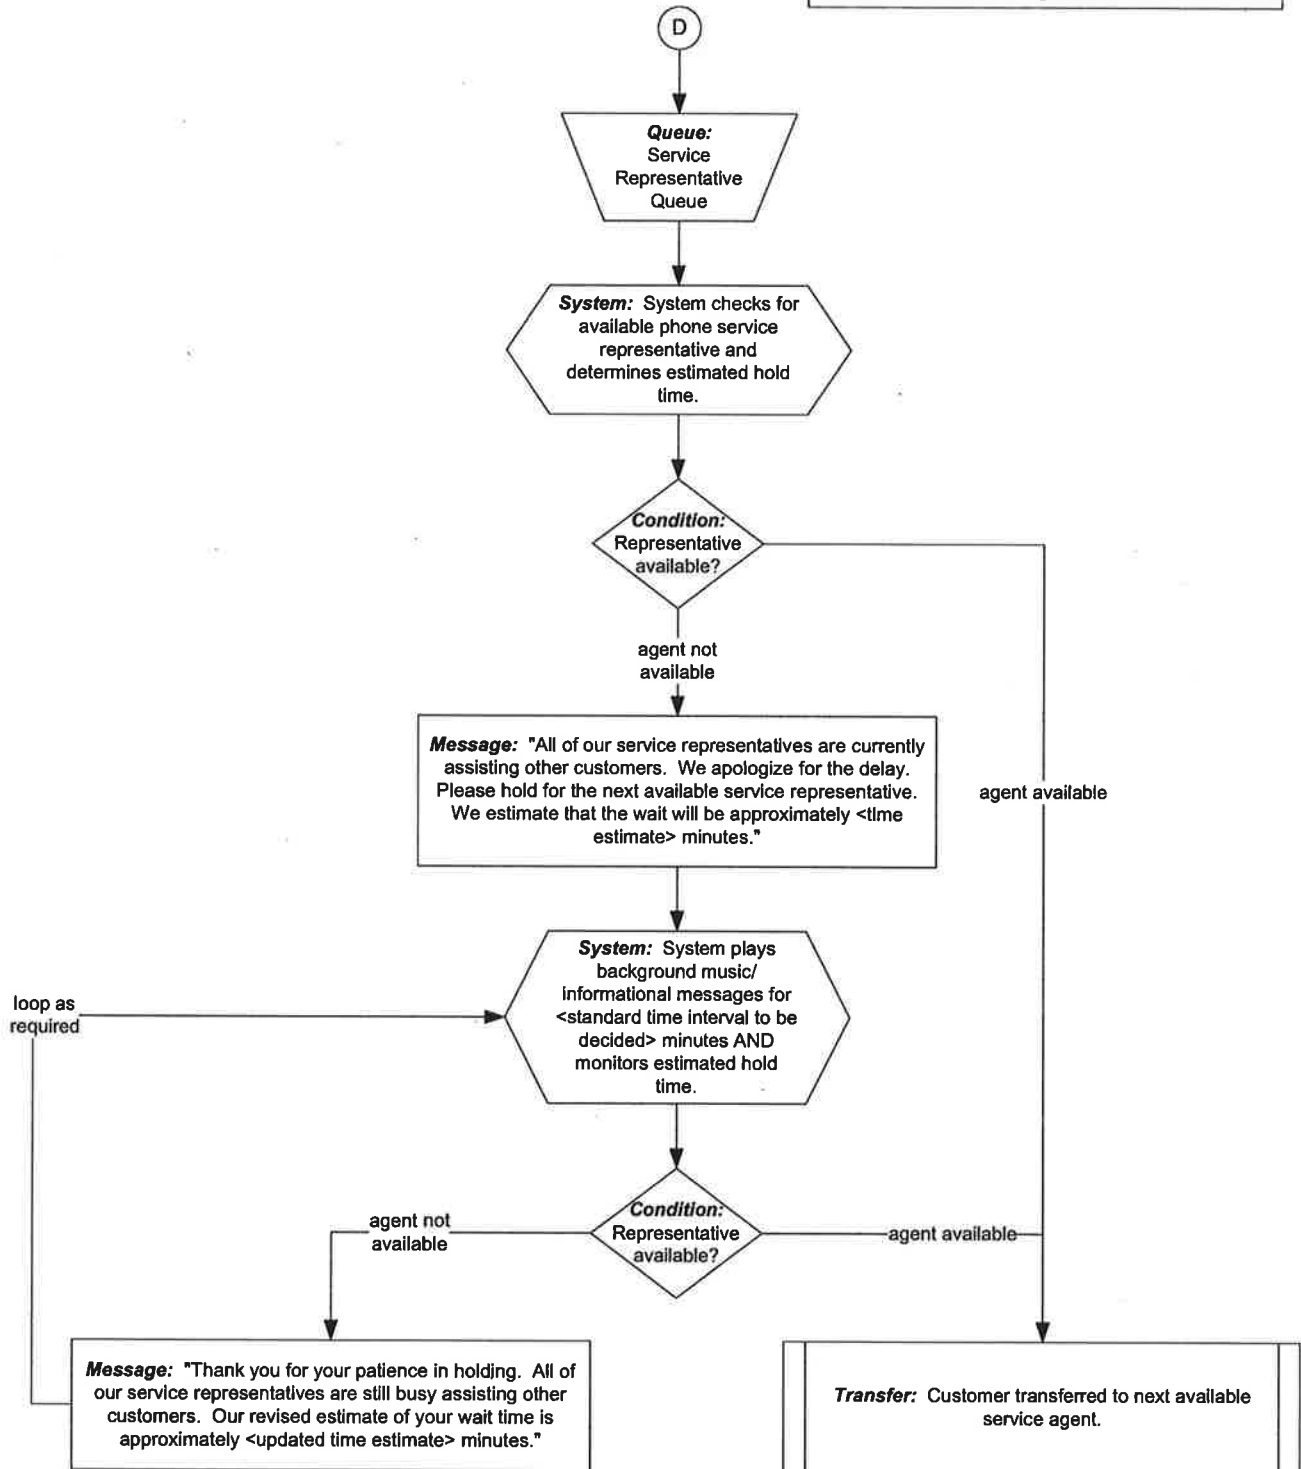 D
Queue:
Service
Representative
Queue
System: System checks for
available phone service
representative and
determines estimated hold
time.
Condition:
Representative
available?
agent not
available
agent available
Message: "All of our service representatives are currently
assisting other customers. We apologize for the delay.
Please hold for the next available service representative.
We estimate that the wait will be approximately <time
estimate> minutes."
System: System plays
background music/
informational messages for
<standard time interval to be
decided> minutes AND
monitors estimated hold
time.
loop as
required
Condition:
Representative
available?
agent not
available
agent available
Message: "Thank you for your patience in holding. All of
our service representatives are still busy assisting other
customers. Our revised estimate of your wait time is
approximately <updated time estimate> minutes."
Transfer: Customer transferred to next available
service agent.